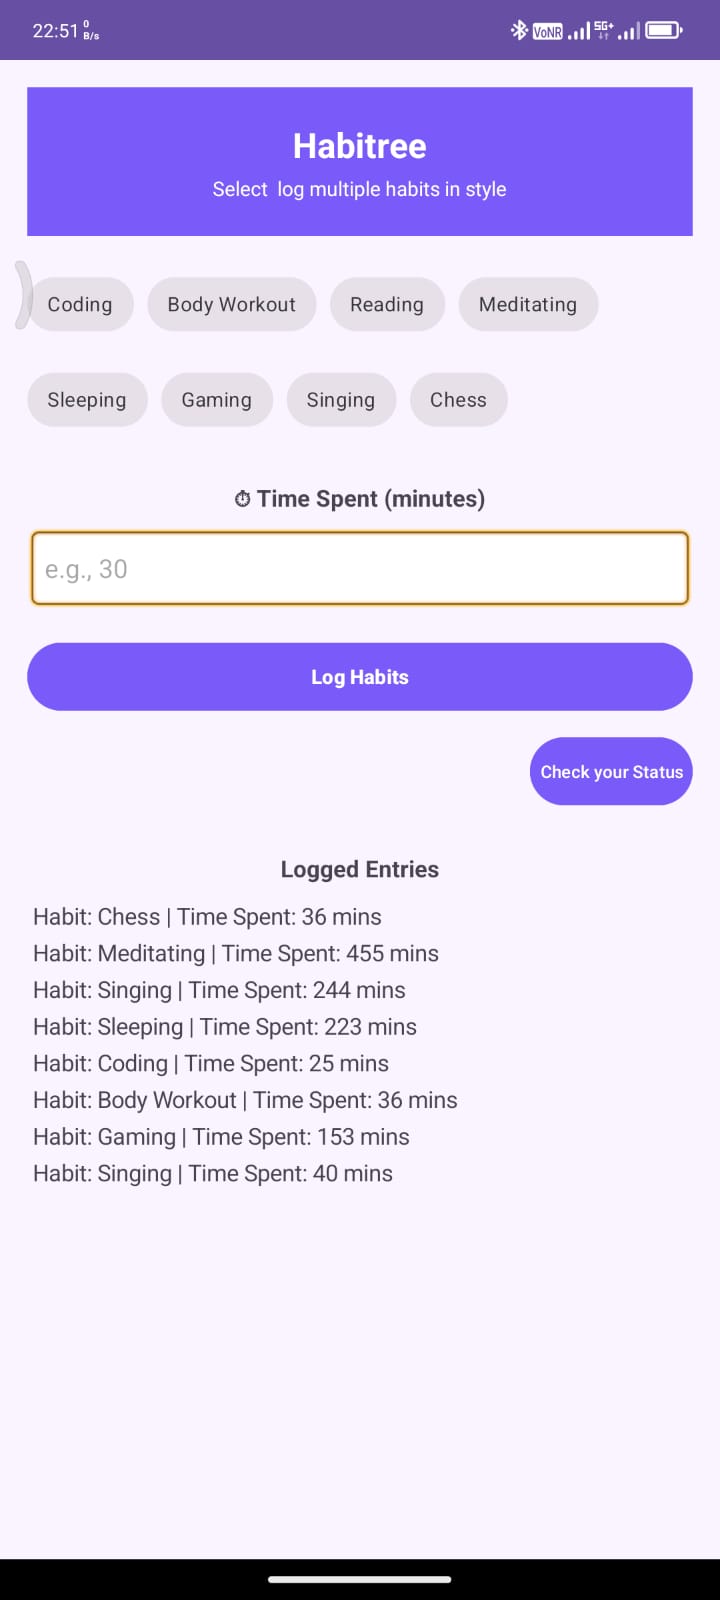 22:51 0 B/s VoNR 5G+
Habitree
Select  log multiple habits in style
Coding Body Workout Reading Meditating
Sleeping Gaming Singing Chess
⏱ Time Spent (minutes)
e.g., 30
Log Habits
Check your Status
Logged Entries
Habit: Chess | Time Spent: 36 mins
Habit: Meditating | Time Spent: 455 mins
Habit: Singing | Time Spent: 244 mins
Habit: Sleeping | Time Spent: 223 mins
Habit: Coding | Time Spent: 25 mins
Habit: Body Workout | Time Spent: 36 mins
Habit: Gaming | Time Spent: 153 mins
Habit: Singing | Time Spent: 40 mins